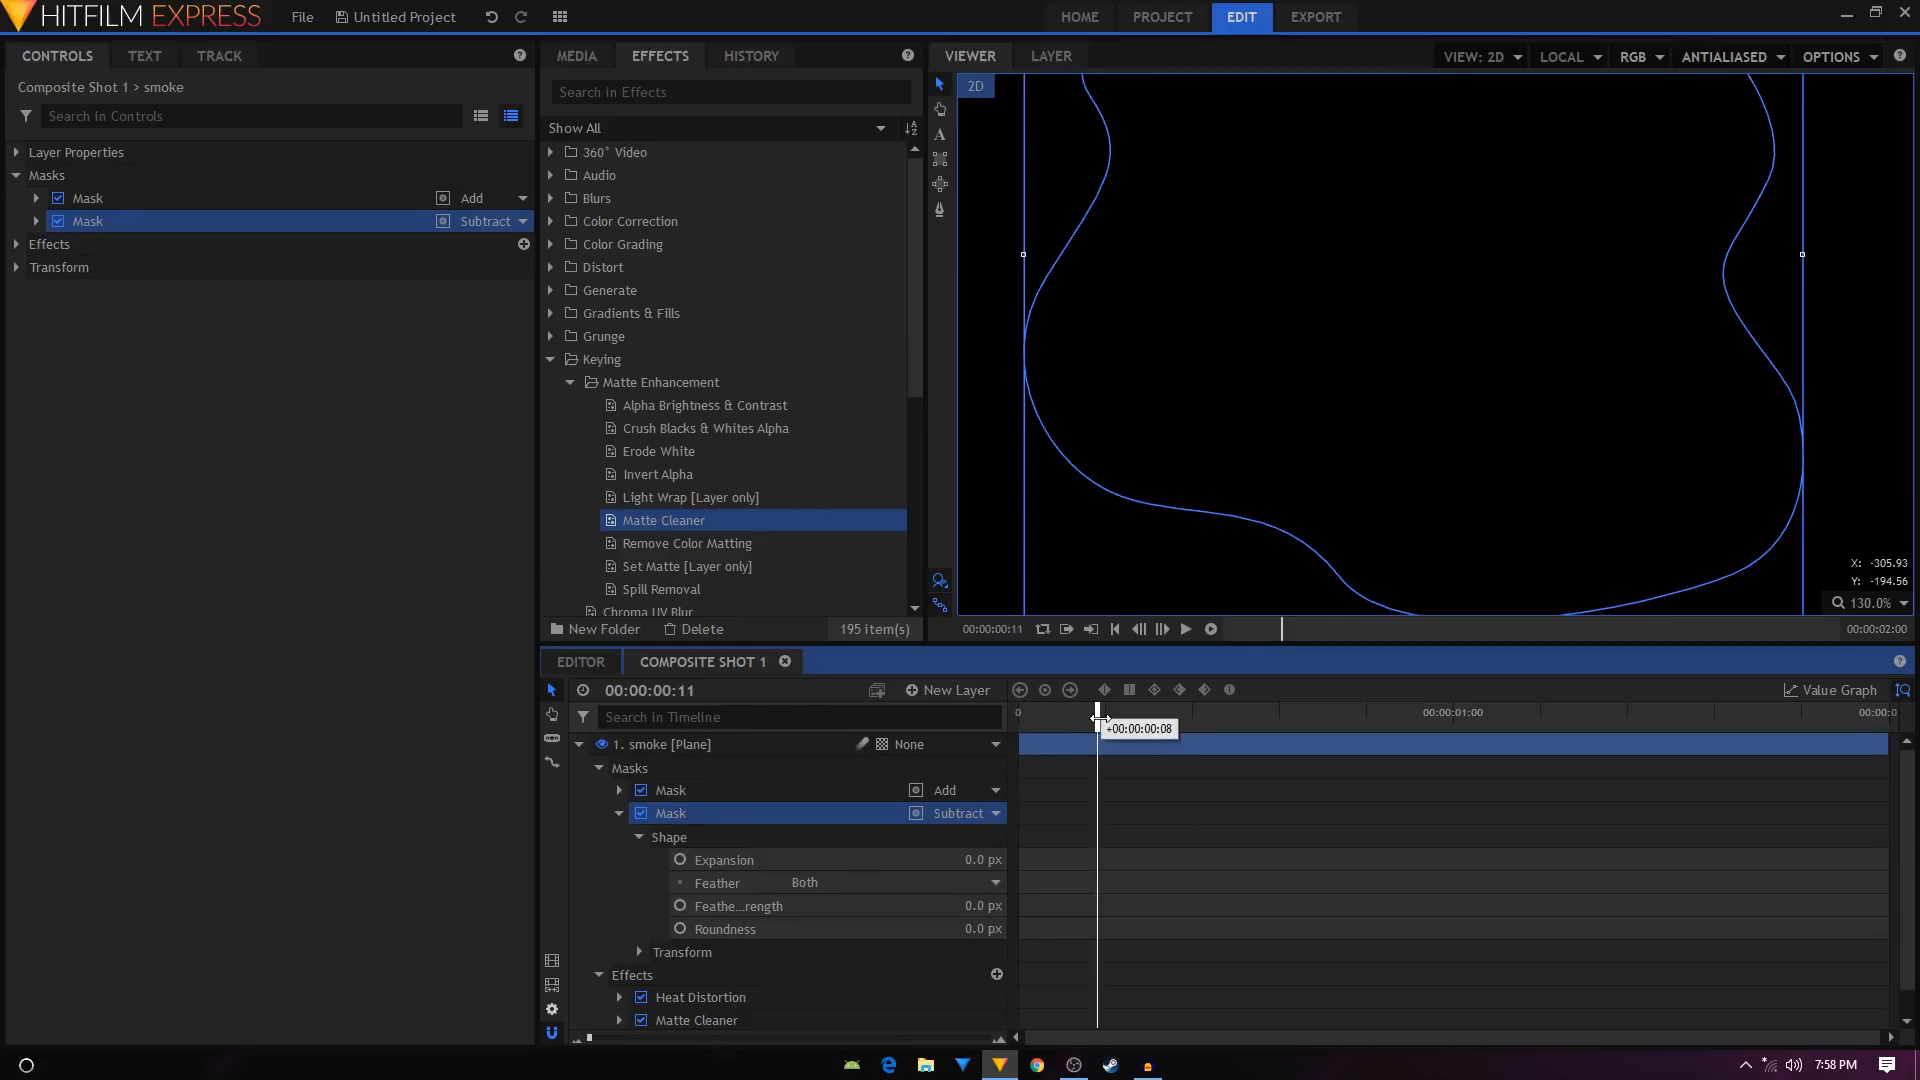 HITFILM EXPRESS
File
Untitled Project
HOME
PROJECT
EDIT
EXPORT
CONTROLS
TEXT
TRACK
Composite Shot 1 > smoke
Search in Controls
Layer Properties
Masks
Mask
Add
Mask
Subtract
Effects
Transform
MEDIA
EFFECTS
HISTORY
Search in Effects
Show All
360° Video
Audio
Blurs
Color Correction
Color Grading
Distort
Generate
Gradients & Fills
Grunge
Keying
Matte Enhancement
Alpha Brightness & Contrast
Crush Blacks & Whites Alpha
Erode White
Invert Alpha
Light Wrap [Layer only]
Matte Cleaner
Remove Color Matting
Set Matte [Layer only]
Spill Removal
Chroma UV Blur
New Folder
Delete
195 item(s)
VIEWER
LAYER
VIEW: 2D
LOCAL
RGB
ANTIALIASED
OPTIONS
2D
X: -305.93
Y: -194.56
130.0%
00:00:00:11
00:00:02:00
EDITOR
COMPOSITE SHOT 1
00:00:00:11
New Layer
Value Graph
Search in Timeline
0
00:00:01:00
00:00:0
+00:00:00:08
1. smoke [Plane]
None
Masks
Mask
Add
Mask
Subtract
Shape
Expansion
0.0 px
Feather
Both
Feathe...rength
0.0 px
Roundness
0.0 px
Transform
Effects
Heat Distortion
Matte Cleaner
7:58 PM